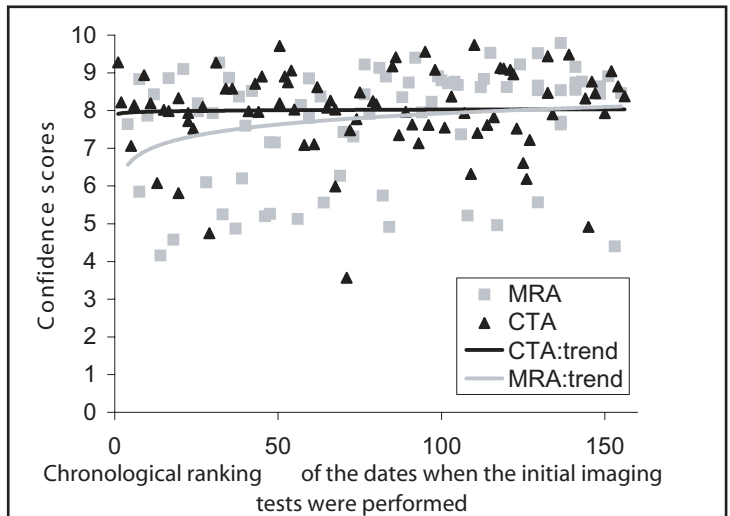 Confidence scores
10
9
8
7
6
5
4
3
2
1
0
MRA
CTA
CTA:trend
MRA:trend
0 50 100 150
Chronological ranking of the dates when the initial imaging
tests were performed